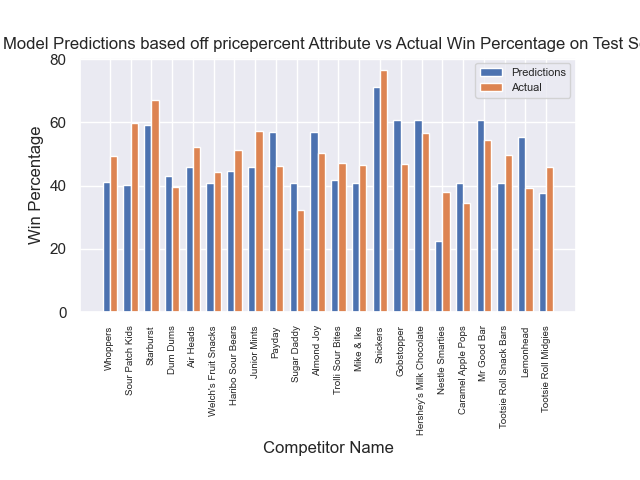 Model Predictions based off pricepercent Attribute vs Actual Win Percentage on Test S
Predictions
Actual
Win Percentage
80
60
40
20
0
Whoppers
Sour Patch Kids
Starburst
Dum Dums
Air Heads
Welch's Fruit Snacks
Haribo Sour Bears
Junior Mints
Payday
Sugar Daddy
Almond Joy
Trolli Sour Bites
Mike & Ike
Snickers
Gobstopper
Hershey's Milk Chocolate
Nestle Smarties
Caramel Apple Pops
Mr Good Bar
Tootsie Roll Snack Bars
Lemonhead
Tootsie Roll Midgies
Competitor Name